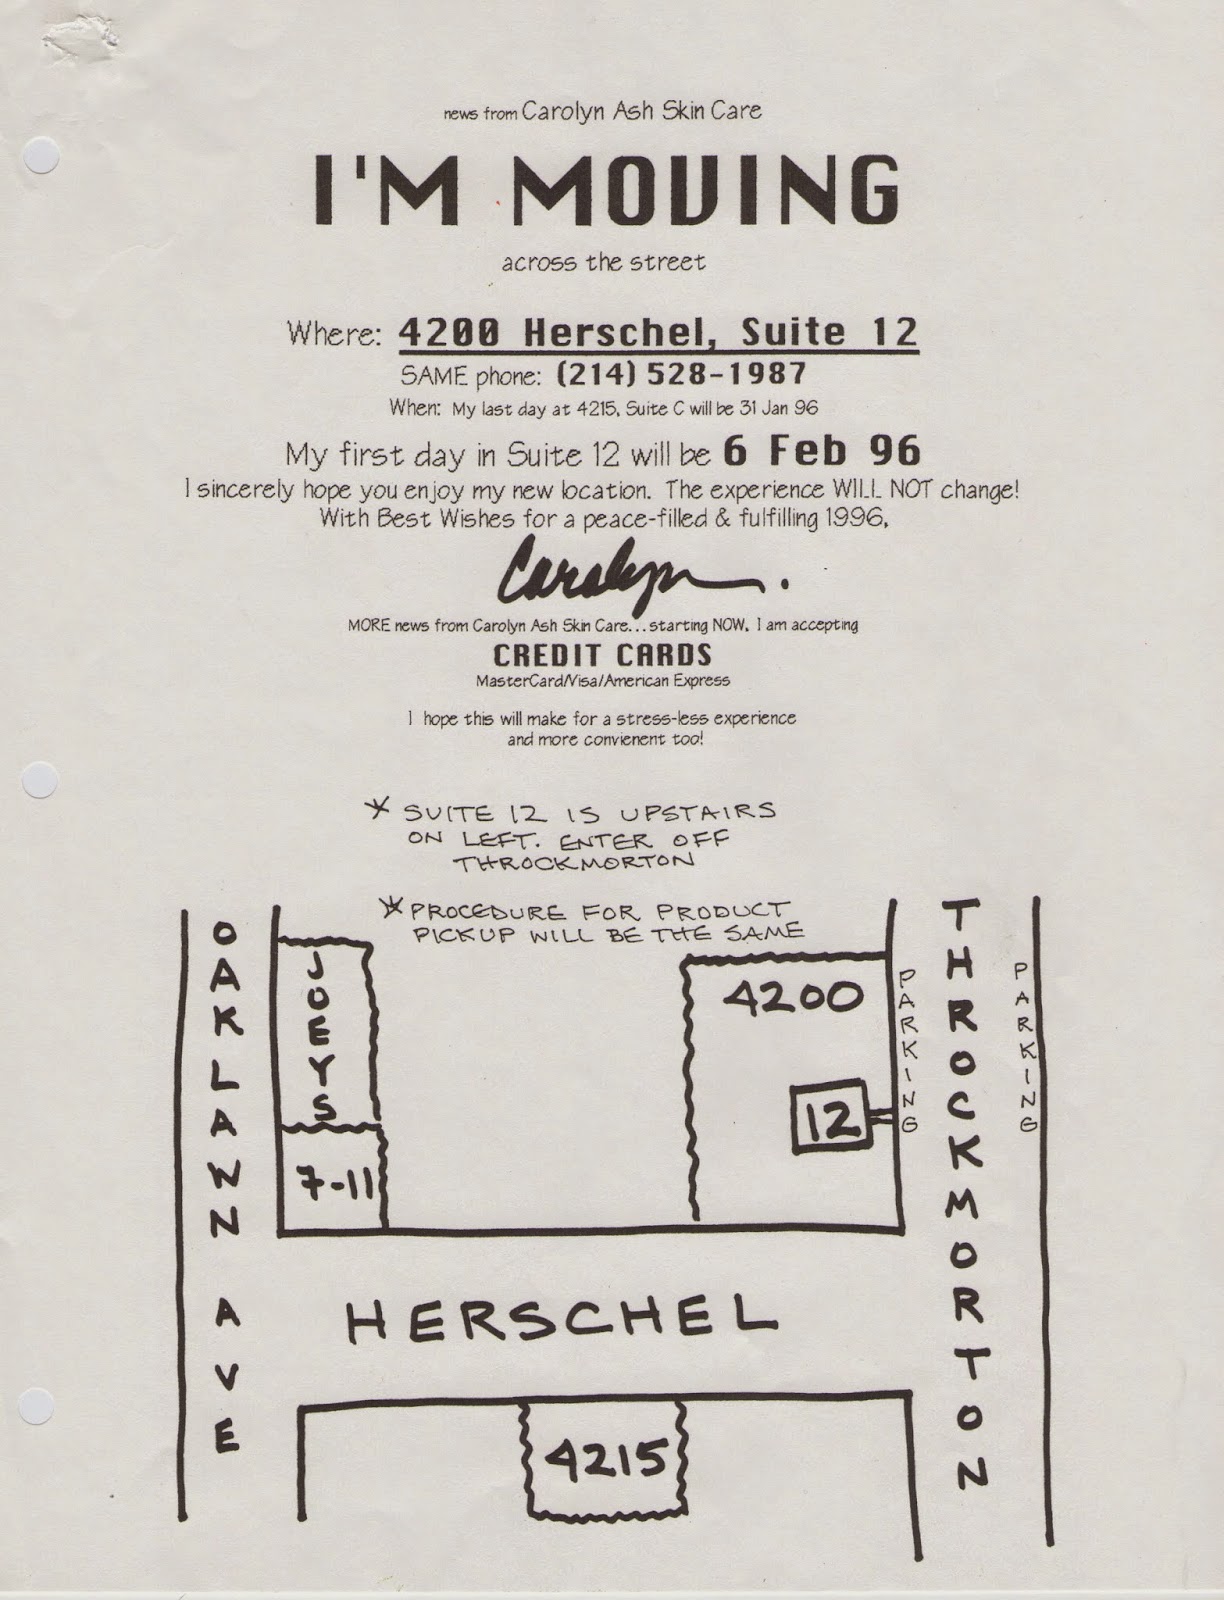 news from Carolyn Ash Skin Care
I'M MOVING
across the street
Where: 4200 Herschel, Suite 12
SAME phone: (214) 528-1987
When: My last day at 4215, Suite C will be 31 Jan 96
My first day in Suite 12 will be 6 Feb 96
I sincerely hope you enjoy my new location. The experience WILL NOT change!
With Best Wishes for a peace-filled & fulfilling 1996,
Carolyn.
MORE news from Carolyn Ash Skin Care...starting NOW, I am accepting
CREDIT CARDS
MasterCard/Visa/American Express
I hope this will make for a stress-less experience
and more convienent too!
* SUITE 12 IS UPSTAIRS
ON LEFT. ENTER OFF
THROCKMORTON
* PROCEDURE FOR PRODUCT
PICKUP WILL BE THE SAME
OAKLAWN AVE
JOEYS
7-11
4200
12
PARKING
THROCKMORTON
PARKING
HERSCHEL
4215